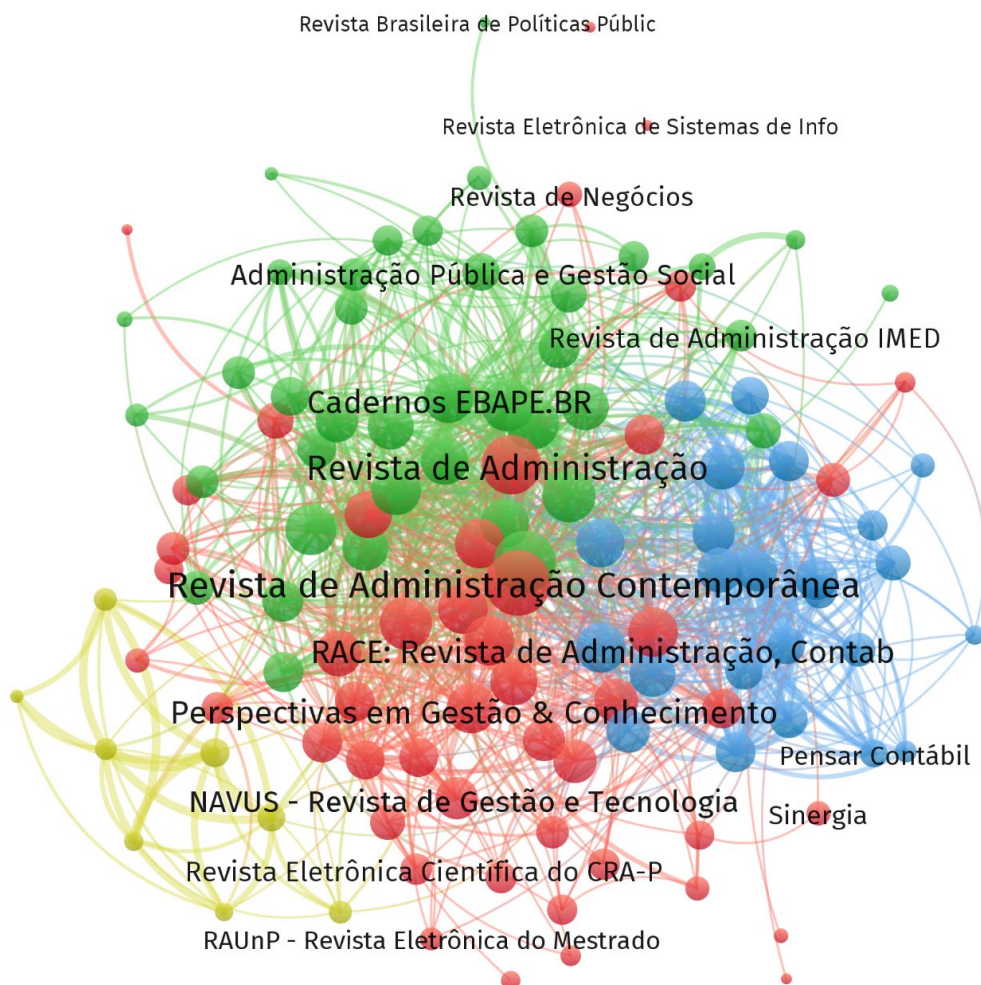 Revista Brasileira de Políticas Públic
Revista Eletrônica de Sistemas de Info
Revista de Negócios
Administração Pública e Gestão Social
Revista de Administração IMED
Cadernos EBAPE.BR
Revista de Administração
Revista de Administração Contemporânea
RACE: Revista de Administração, Contab
Perspectivas em Gestão & Conhecimento
Pensar Contábil
NAVUS - Revista de Gestão e Tecnologia
Sinergia
Revista Eletrônica Científica do CRA-P
RAUnP - Revista Eletrônica do Mestrado